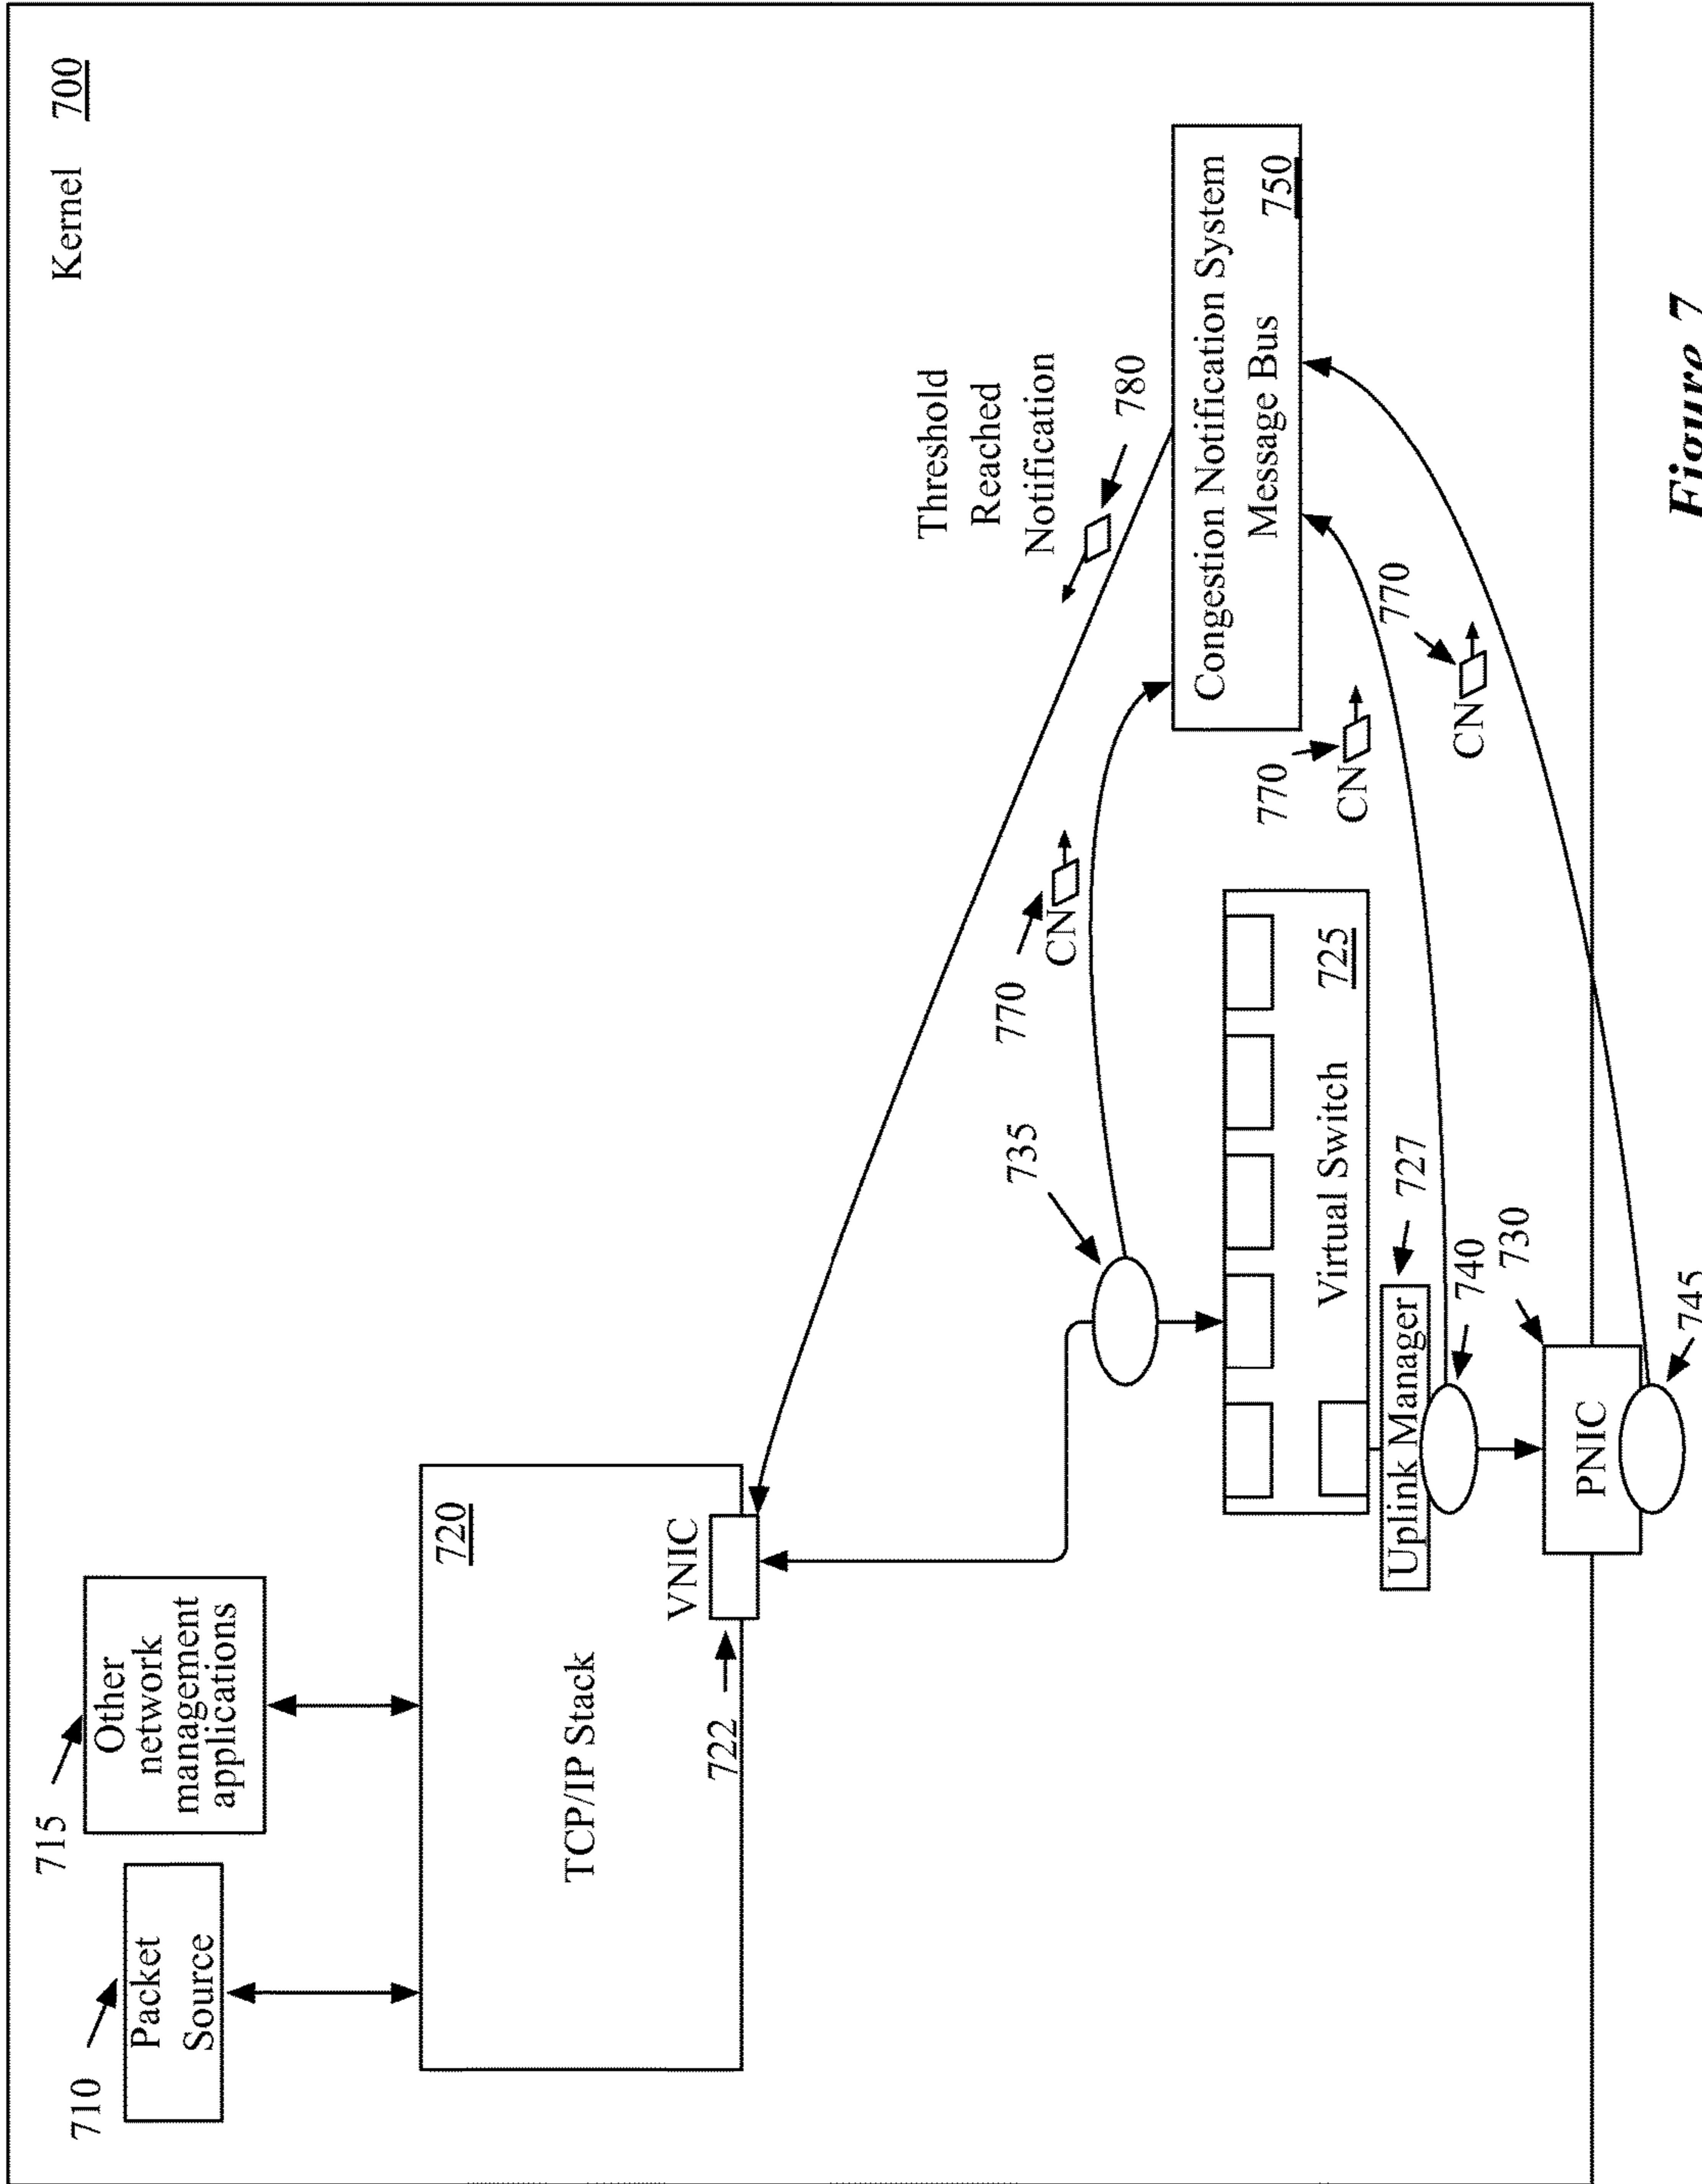 Kernel 700
710
Packet
Source
715
Other
network
management
applications
720
TCP/IP Stack
VNIC
722
Threshold
Reached
Notification
780
735
770
CN
Congestion Notification System
Message Bus
750
Virtual Switch
725
770
CN
770
CN
Uplink Manager
727
740
730
PNIC
745
Figure 7